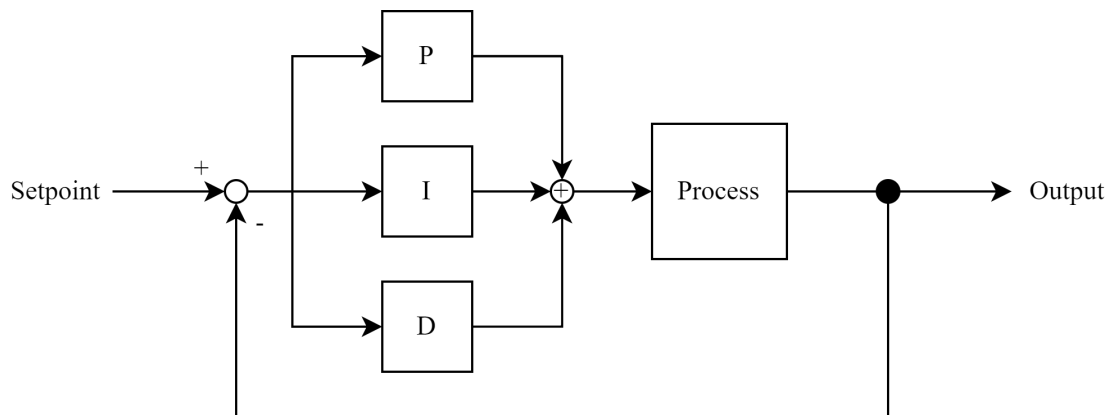 P
+
Setpoint
I
+
Process
Output
-
D